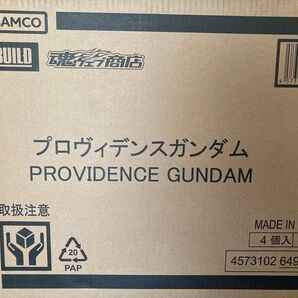 AMCO
BUILD 魂ウェブ商店
プロヴィデンスガンダム
PROVIDENCE GUNDAM
取扱注意
20
PAP
MADE IN
4個入
4573102 649